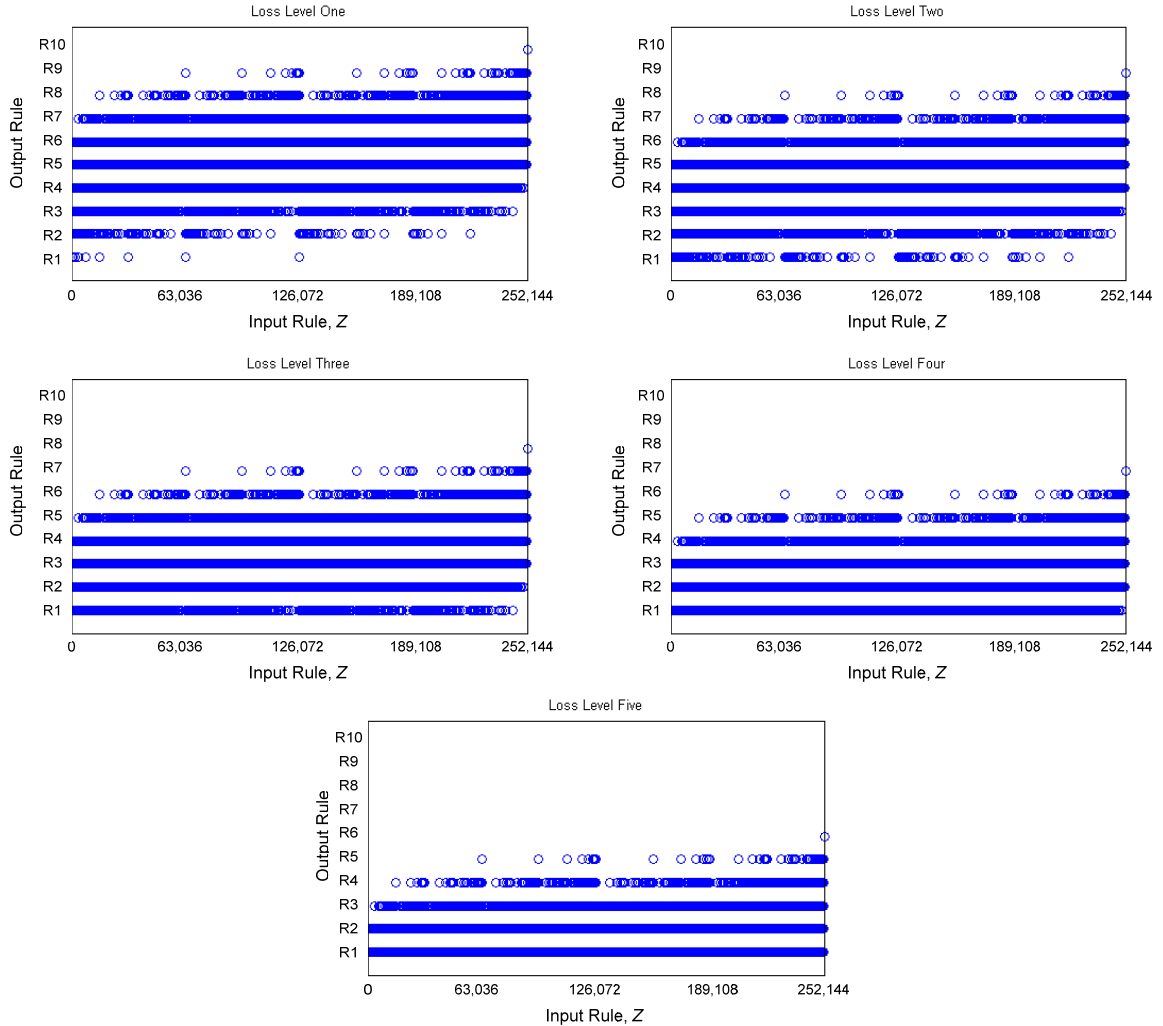 Loss Level One
R10
R9
R8
R7
R6
R5
R4
R3
R2
R1
Output Rule
0 63,036 126,072 189,108 252,144
Input Rule, Z
Loss Level Two
R10
R9
R8
R7
R6
R5
R4
R3
R2
R1
Output Rule
0 63,036 126,072 189,108 252,144
Input Rule, Z
Loss Level Three
R10
R9
R8
R7
R6
R5
R4
R3
R2
R1
Output Rule
0 63,036 126,072 189,108 252,144
Input Rule, Z
Loss Level Four
R10
R9
R8
R7
R6
R5
R4
R3
R2
R1
Output Rule
0 63,036 126,072 189,108 252,144
Input Rule, Z
Loss Level Five
R10
R9
R8
R7
R6
R5
R4
R3
R2
R1
Output Rule
0 63,036 126,072 189,108 252,144
Input Rule, Z